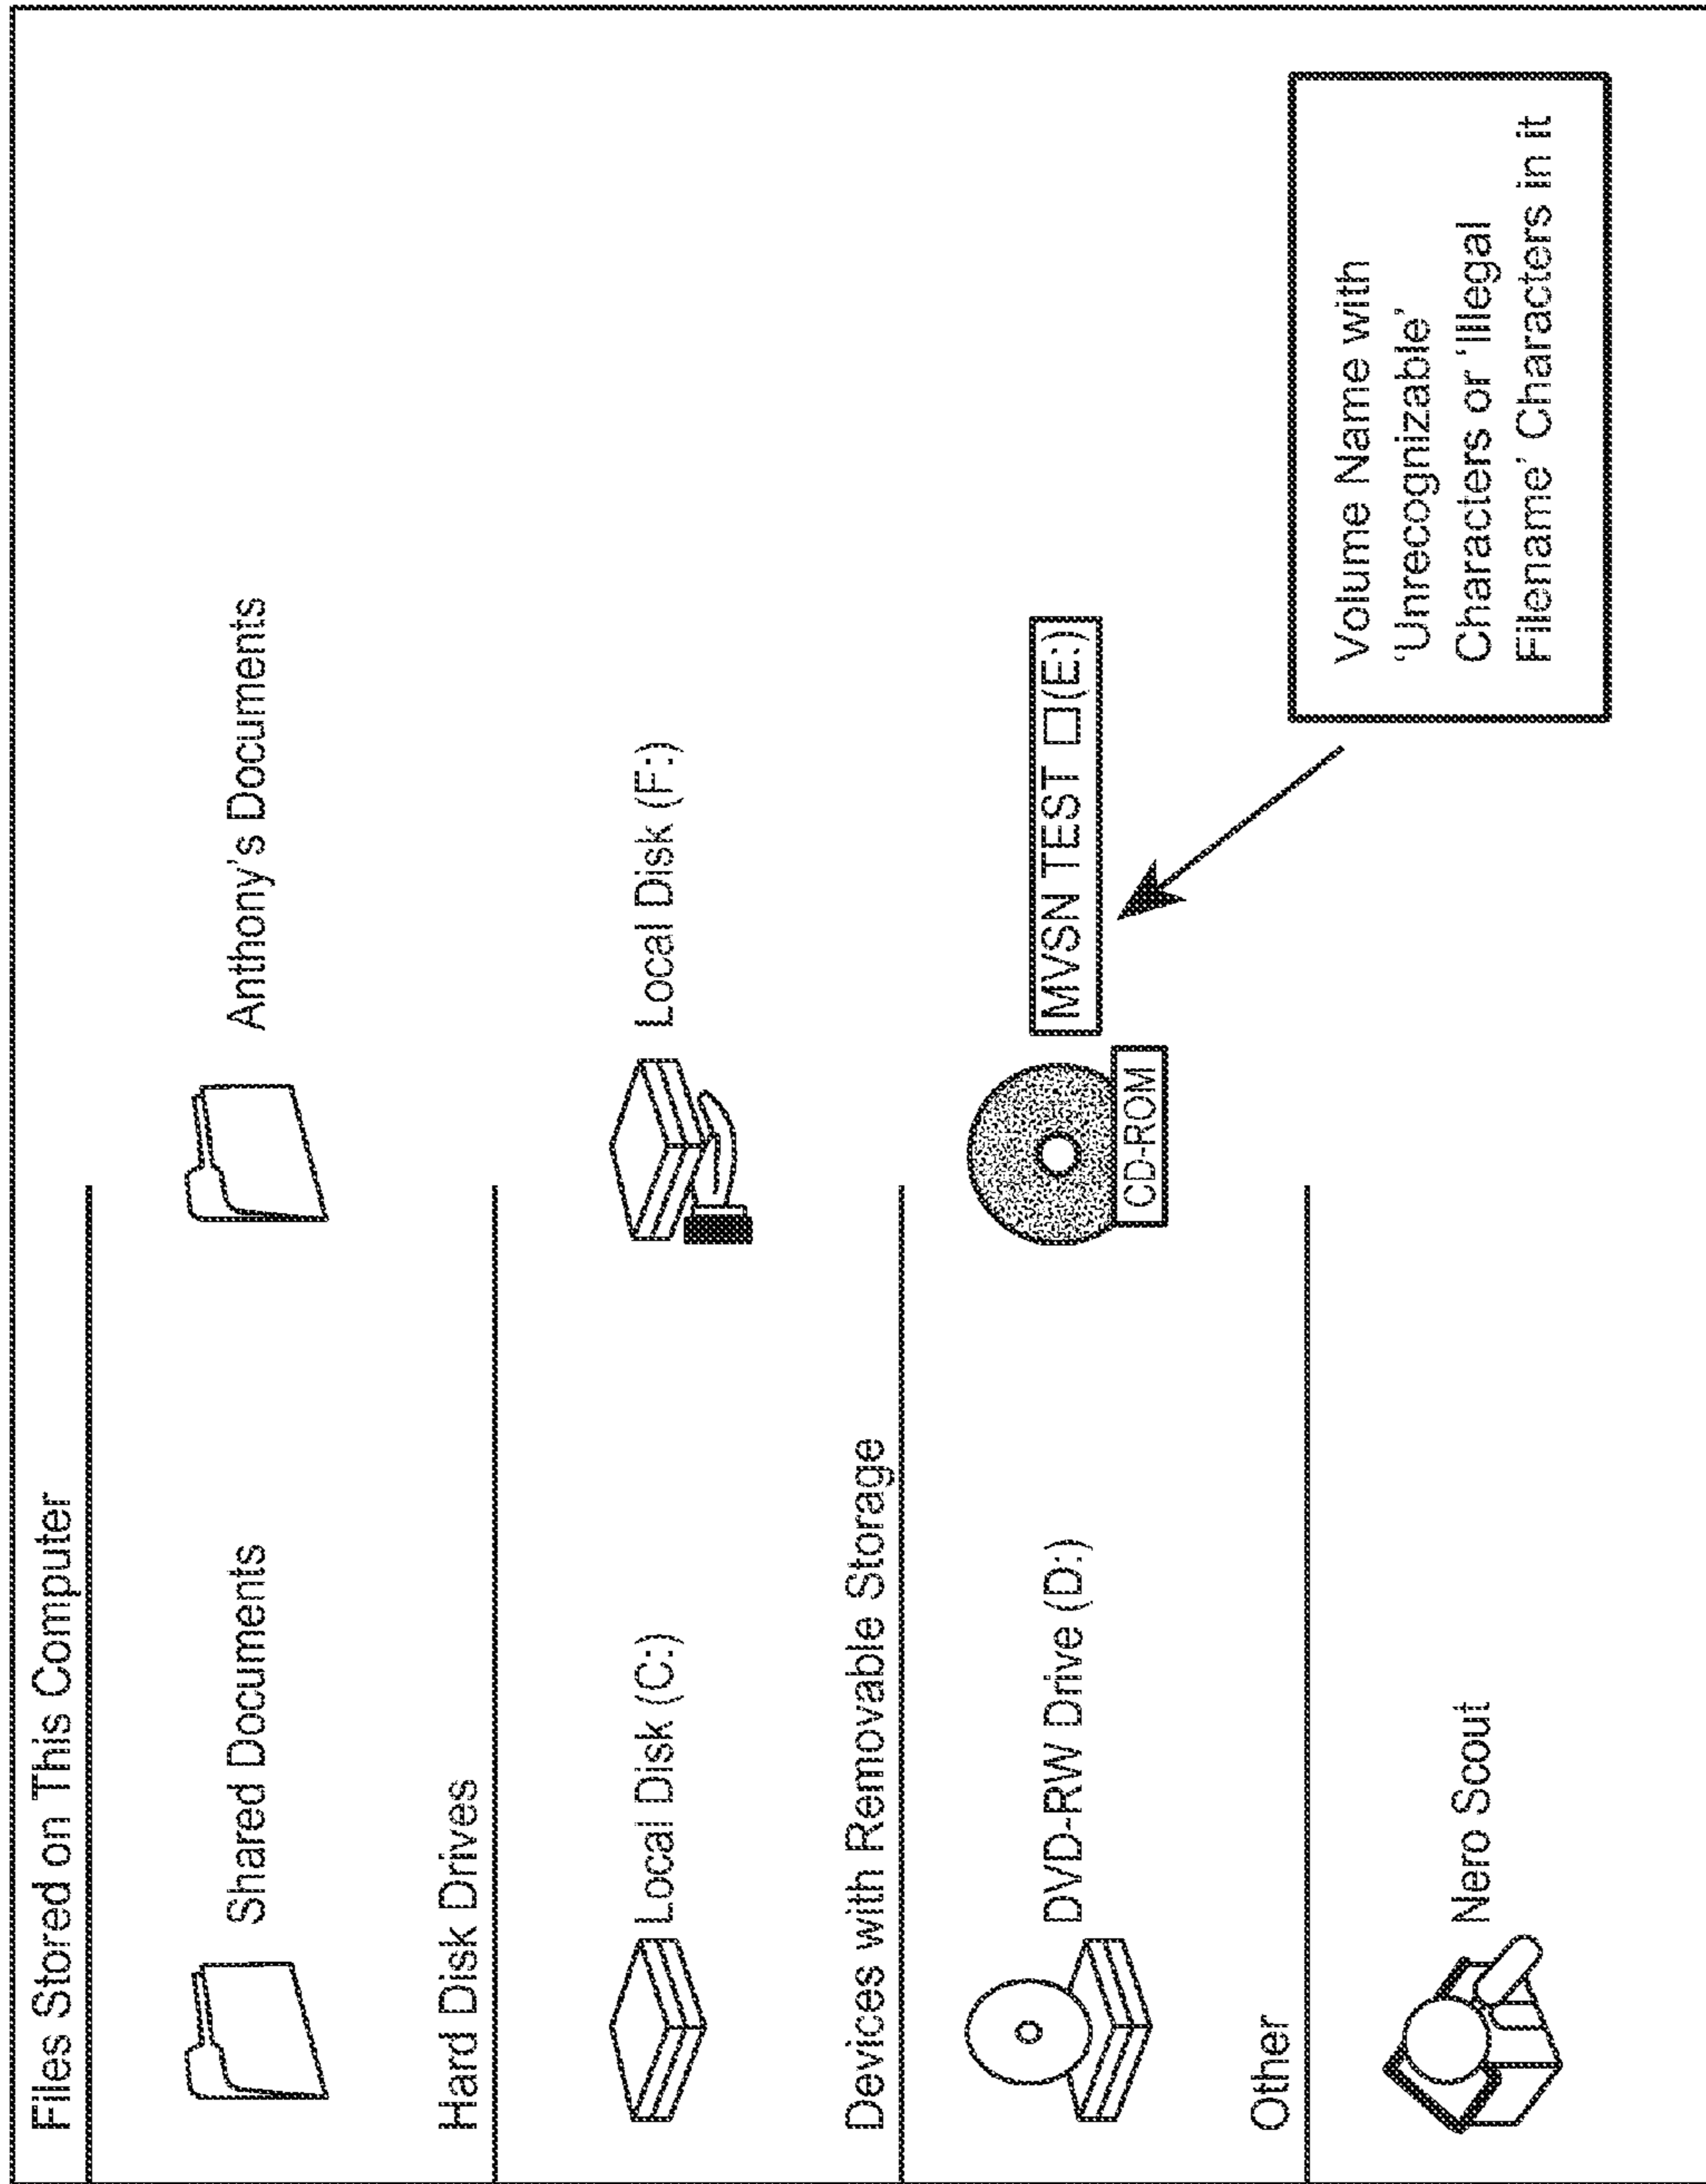 Files Stored on This Computer
Shared Documents
Anthony's Documents
Hard Disk Drives
Local Disk (C:)
Local Disk (F:)
Devices with Removable Storage
DVD-RW Drive (D:)
CD-ROM
MVSN TEST □(E:)
Volume Name with
'Unrecognizable'
Characters or 'Illegal
Filename' Characters in it
Other
Nero Scout